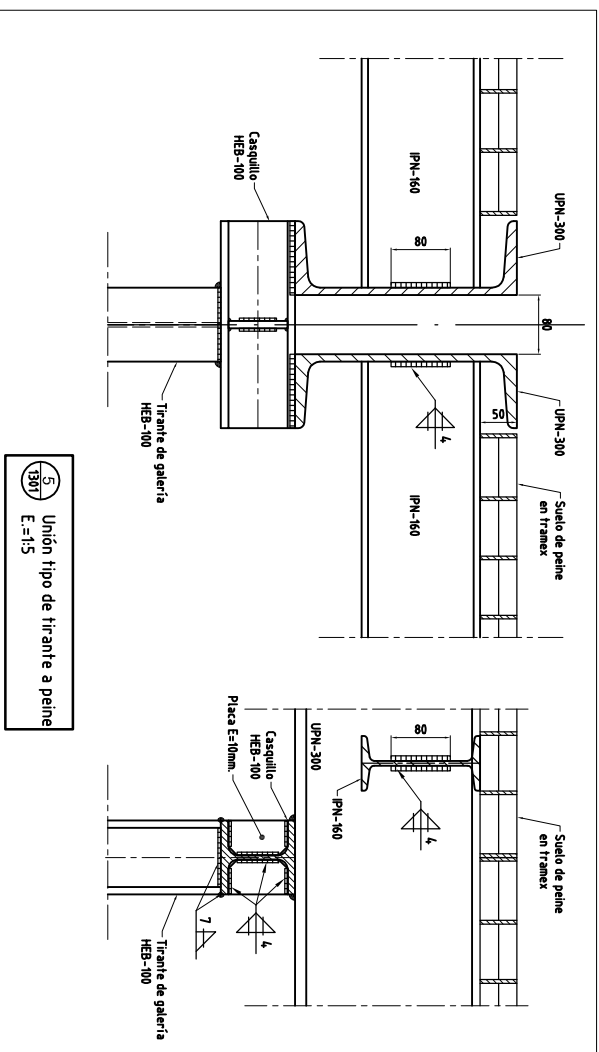 UPN-300
UPN-300
Suelo de peine
en tramex
80
50
IPN-160
80
4
IPN-160
Casquillo
HEB-100
Tirante de galería
HEB-100
Suelo de peine
en tramex
80
4
IPN-160
UPN-300
Casquillo
HEB-100
Placa E=10mm.
4
7
Tirante de galería
HEB-100
5
1301
Unión tipo de tirante a peine
E.=1:5